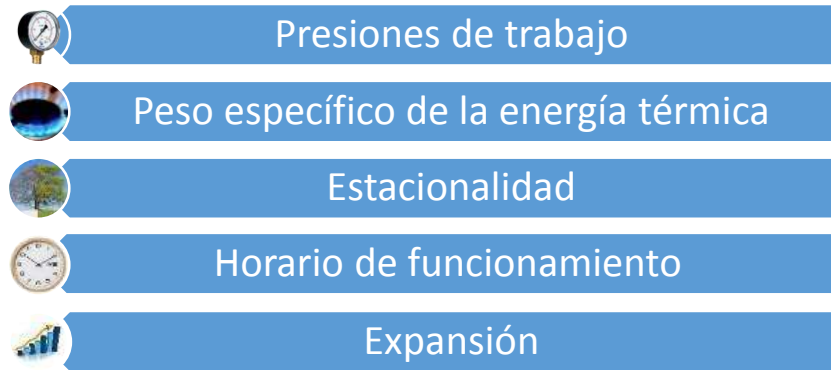 Presiones de trabajo
Peso específico de la energía térmica
Estacionalidad
Horario de funcionamiento
Expansión